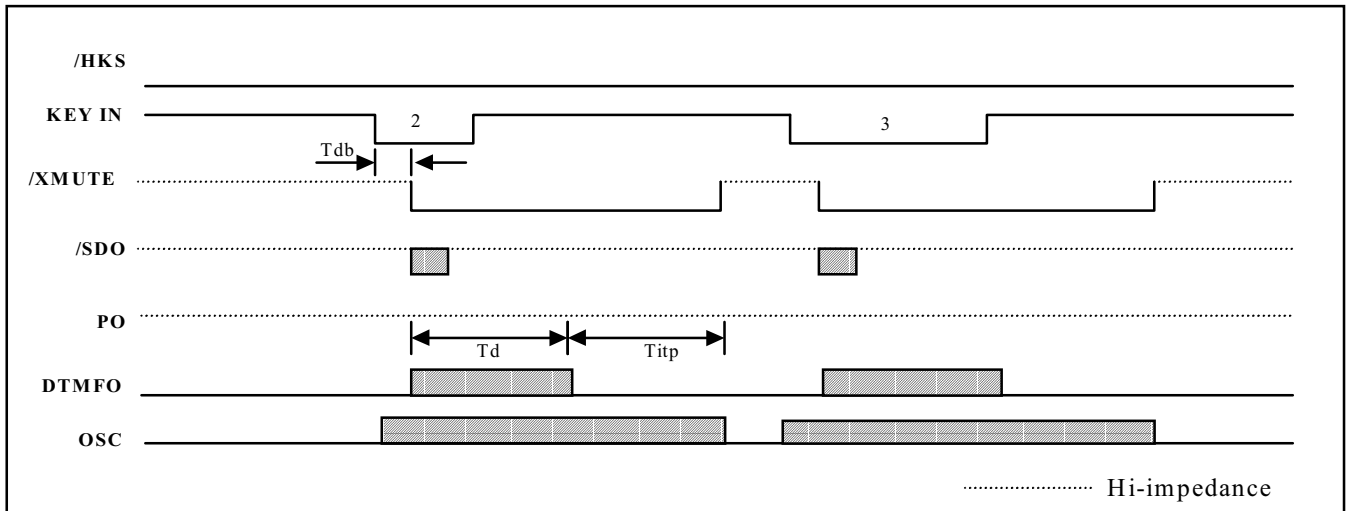 /HKS
KEY IN
2
3
Tdb
/XMUTE
/SDO
PO
Td
Titp
DTMFO
OSC
Hi-impedance